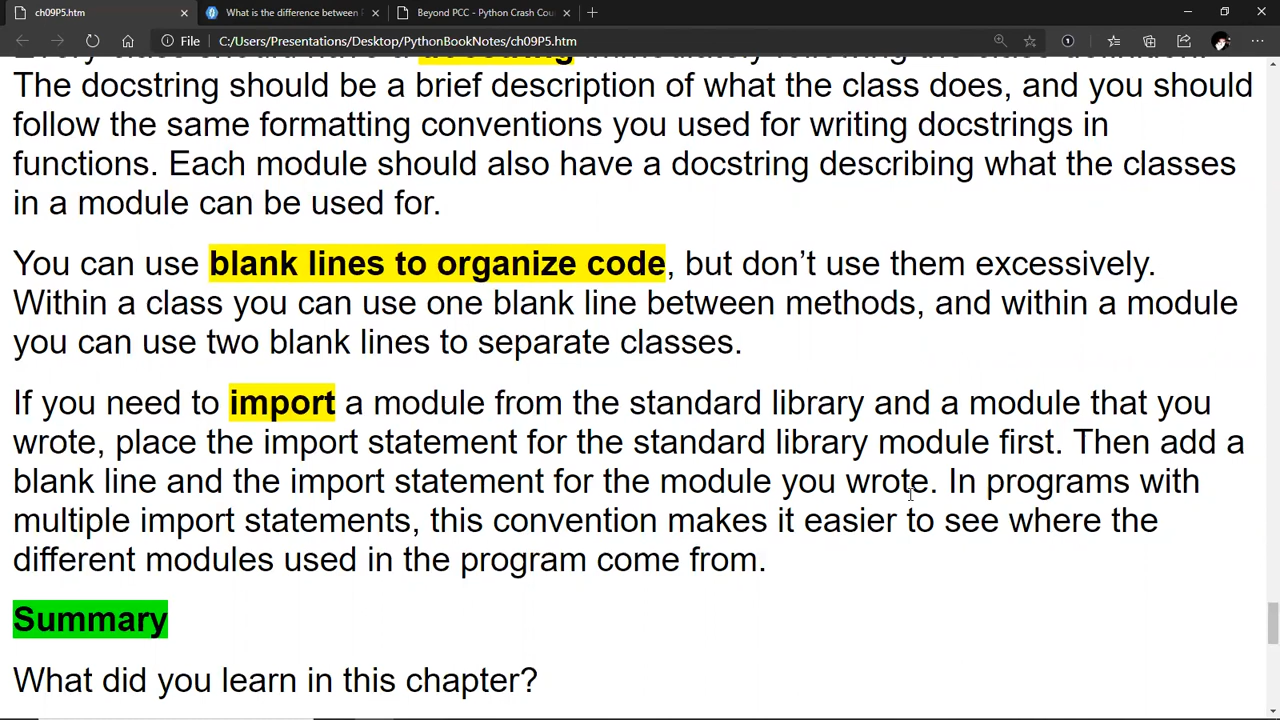 ch09P5.htm
What is the difference between
Beyond PCC - Python Crash Cou
File
C:/Users/Presentations/Desktop/PythonBookNotes/ch09P5.htm
The docstring should be a brief description of what the class does, and you should
follow the same formatting conventions you used for writing docstrings in
functions. Each module should also have a docstring describing what the classes
in a module can be used for.
You can use blank lines to organize code, but don’t use them excessively.
Within a class you can use one blank line between methods, and within a module
you can use two blank lines to separate classes.
If you need to import a module from the standard library and a module that you
wrote, place the import statement for the standard library module first. Then add a
blank line and the import statement for the module you wrote. In programs with
multiple import statements, this convention makes it easier to see where the
different modules used in the program come from.
Summary
What did you learn in this chapter?